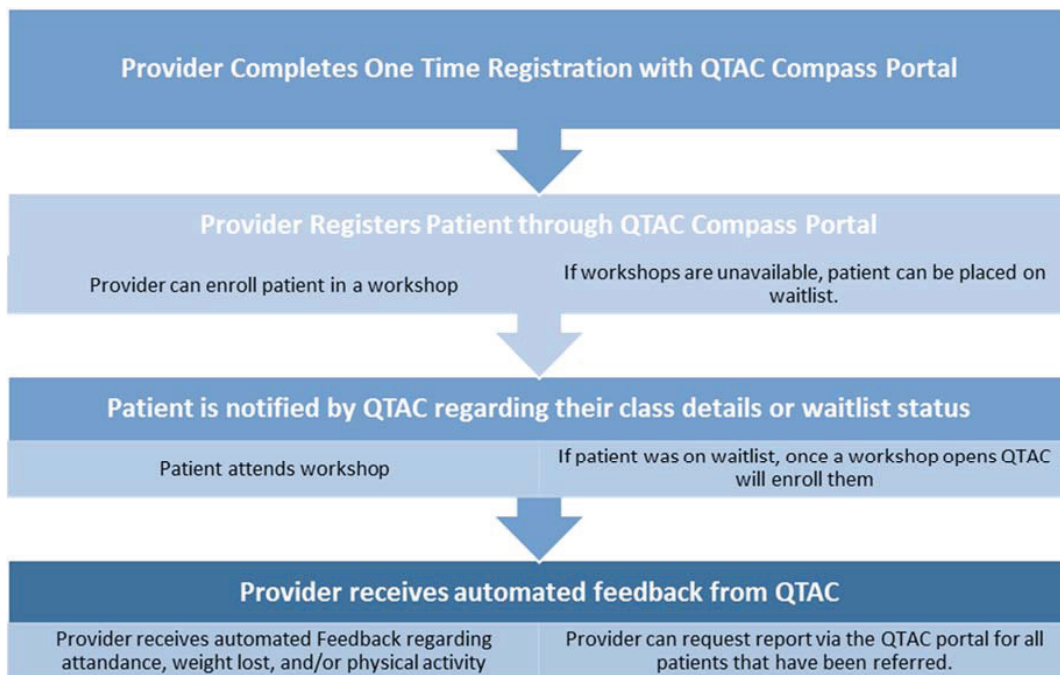 Provider Completes One Time Registration with QTAC Compass Portal
Provider Registers Patient through QTAC Compass Portal
Provider can enroll patient in a workshop
If workshops are unavailable, patient can be placed on
waitlist.
Patient is notified by QTAC regarding their class details or waitlist status
Patient attends workshop
If patient was on waitlist, once a workshop opens QTAC
will enroll them
Provider receives automated feedback from QTAC
Provider receives automated Feedback regarding
attandance, weight lost, and/or physical activity
Provider can request report via the QTAC portal for all
patients that have been referred.